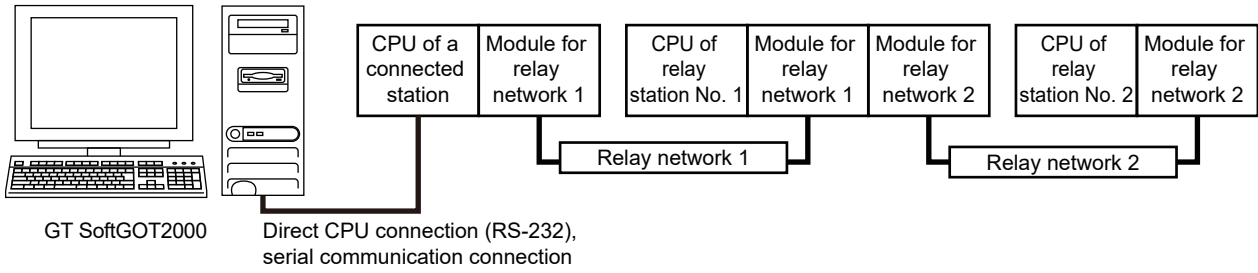 CPU of a
connected
station
Module for
relay
network 1
CPU of
relay
station No. 1
Module for
relay
network 1
Module for
relay
network 2
CPU of
relay
station No. 2
Module for
relay
network 2
Relay network 1
Relay network 2
GT SoftGOT2000
Direct CPU connection (RS-232),
serial communication connection